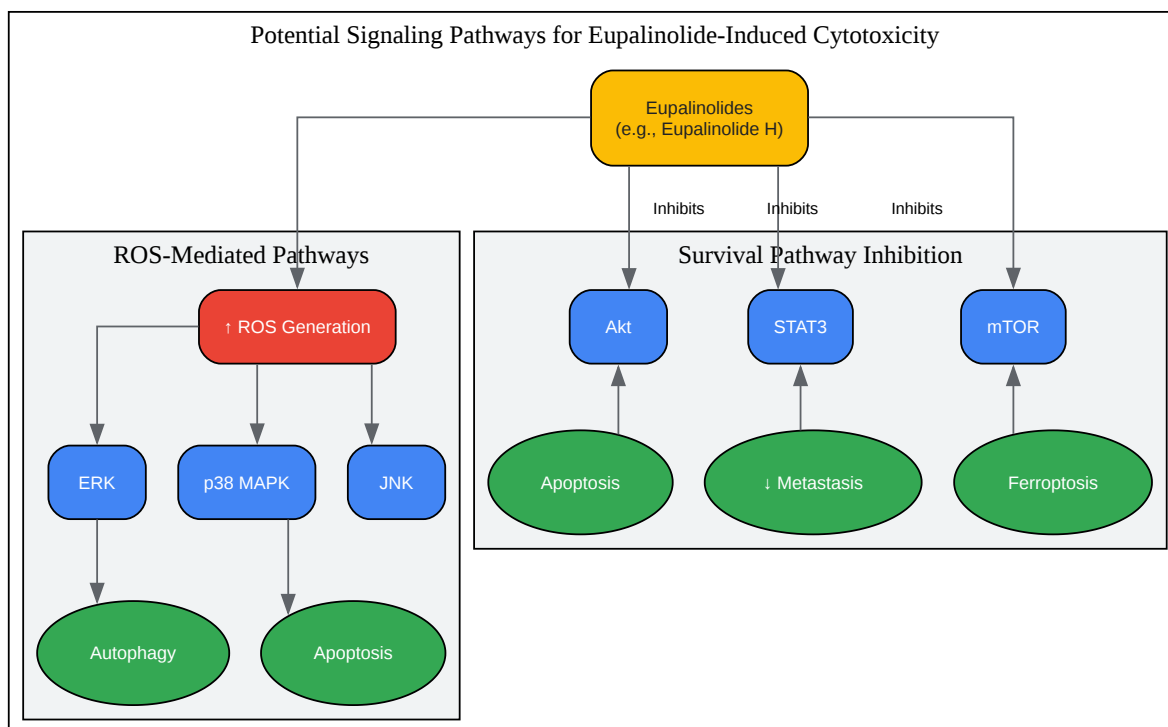 Potential Signaling Pathways for Eupalinolide-Induced Cytotoxicity
Eupalinolides
(e.g., Eupalinolide H)
Inhibits
Inhibits
Inhibits
ROS-Mediated Pathways
Survival Pathway Inhibition
↑ ROS Generation
Akt
STAT3
mTOR
ERK
p38 MAPK
JNK
Apoptosis
↓ Metastasis
Ferroptosis
Autophagy
Apoptosis